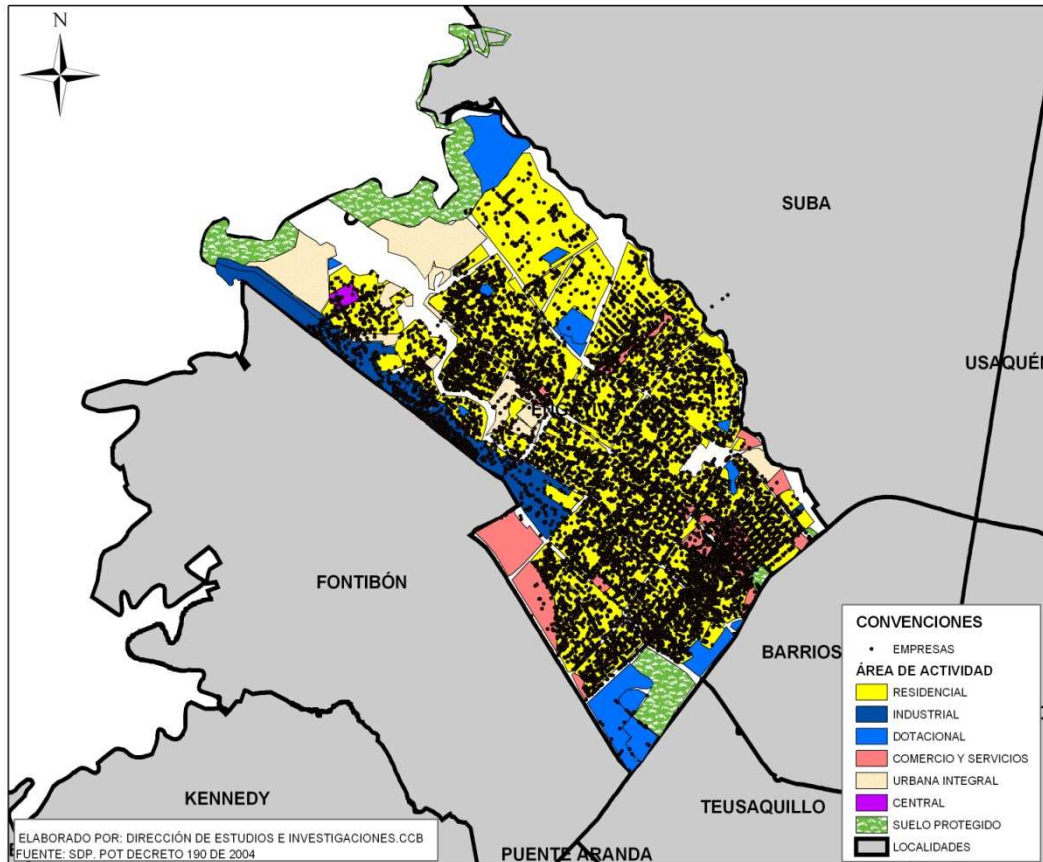 N
SUBA
USAQUÉ
ENGATIV
FONTIBÓN
BARRIOS
KENNEDY
TEUSAQUILLO
PUENTE ARANDA
CONVENCIONES
EMPRESAS
ÁREA DE ACTIVIDAD
RESIDENCIAL
INDUSTRIAL
DOTACIONAL
COMERCIO Y SERVICIOS
URBANA INTEGRAL
CENTRAL
SUELO PROTEGIDO
LOCALIDADES
ELABORADO POR: DIRECCIÓN DE ESTUDIOS E INVESTIGACIONES.CCB
FUENTE: SDP. POT DECRETO 190 DE 2004